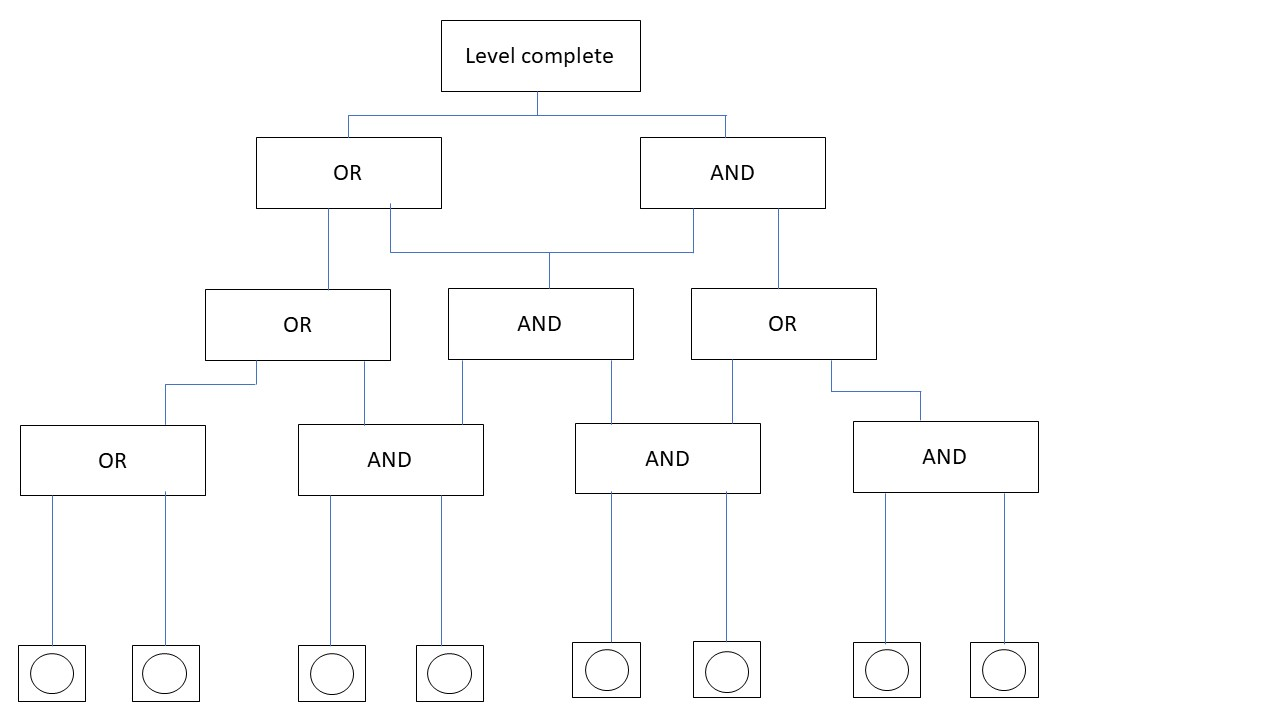 Level complete
OR
AND
OR
AND
OR
OR
AND
AND
AND